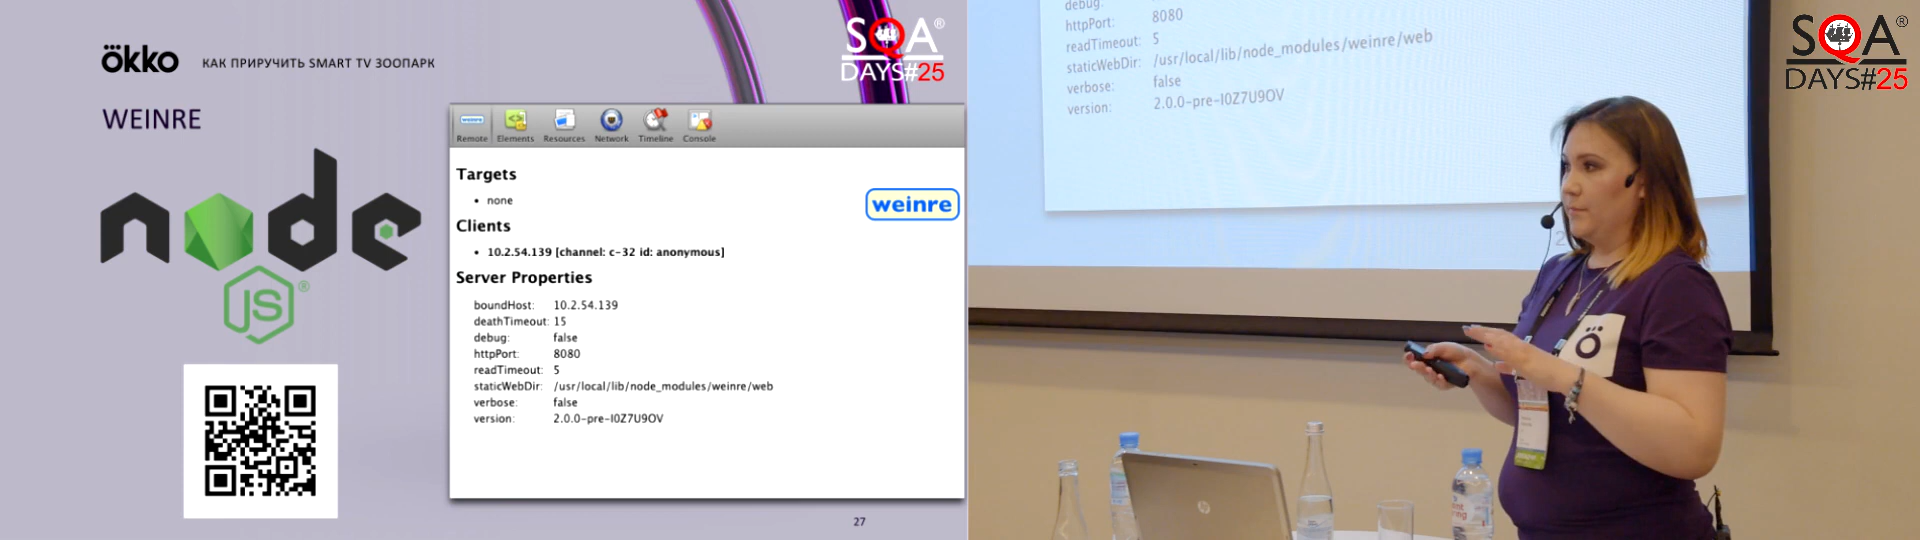 ökko
КАК ПРИРУЧИТЬ SMART TV ЗООПАРК
SQA®
DAYS#25
WEINRE
node
JS®
Remote
Elements
Resources
Network
Timeline
Console
Targets
none
weinre
Clients
10.2.54.139 [channel: c-32 id: anonymous]
Server Properties
boundHost: 10.2.54.139
deathTimeout: 15
debug: false
httpPort: 8080
readTimeout: 5
staticWebDir: /usr/local/lib/node_modules/weinre/web
verbose: false
version: 2.0.0-pre-I0Z7U9OV
27
debug:
httpPort: 8080
readTimeout: 5
staticWebDir: /usr/local/lib/node_modules/weinre/web
verbose: false
version: 2.0.0-pre-I0Z7U9OV
SQA®
DAYS#25
ö
hp